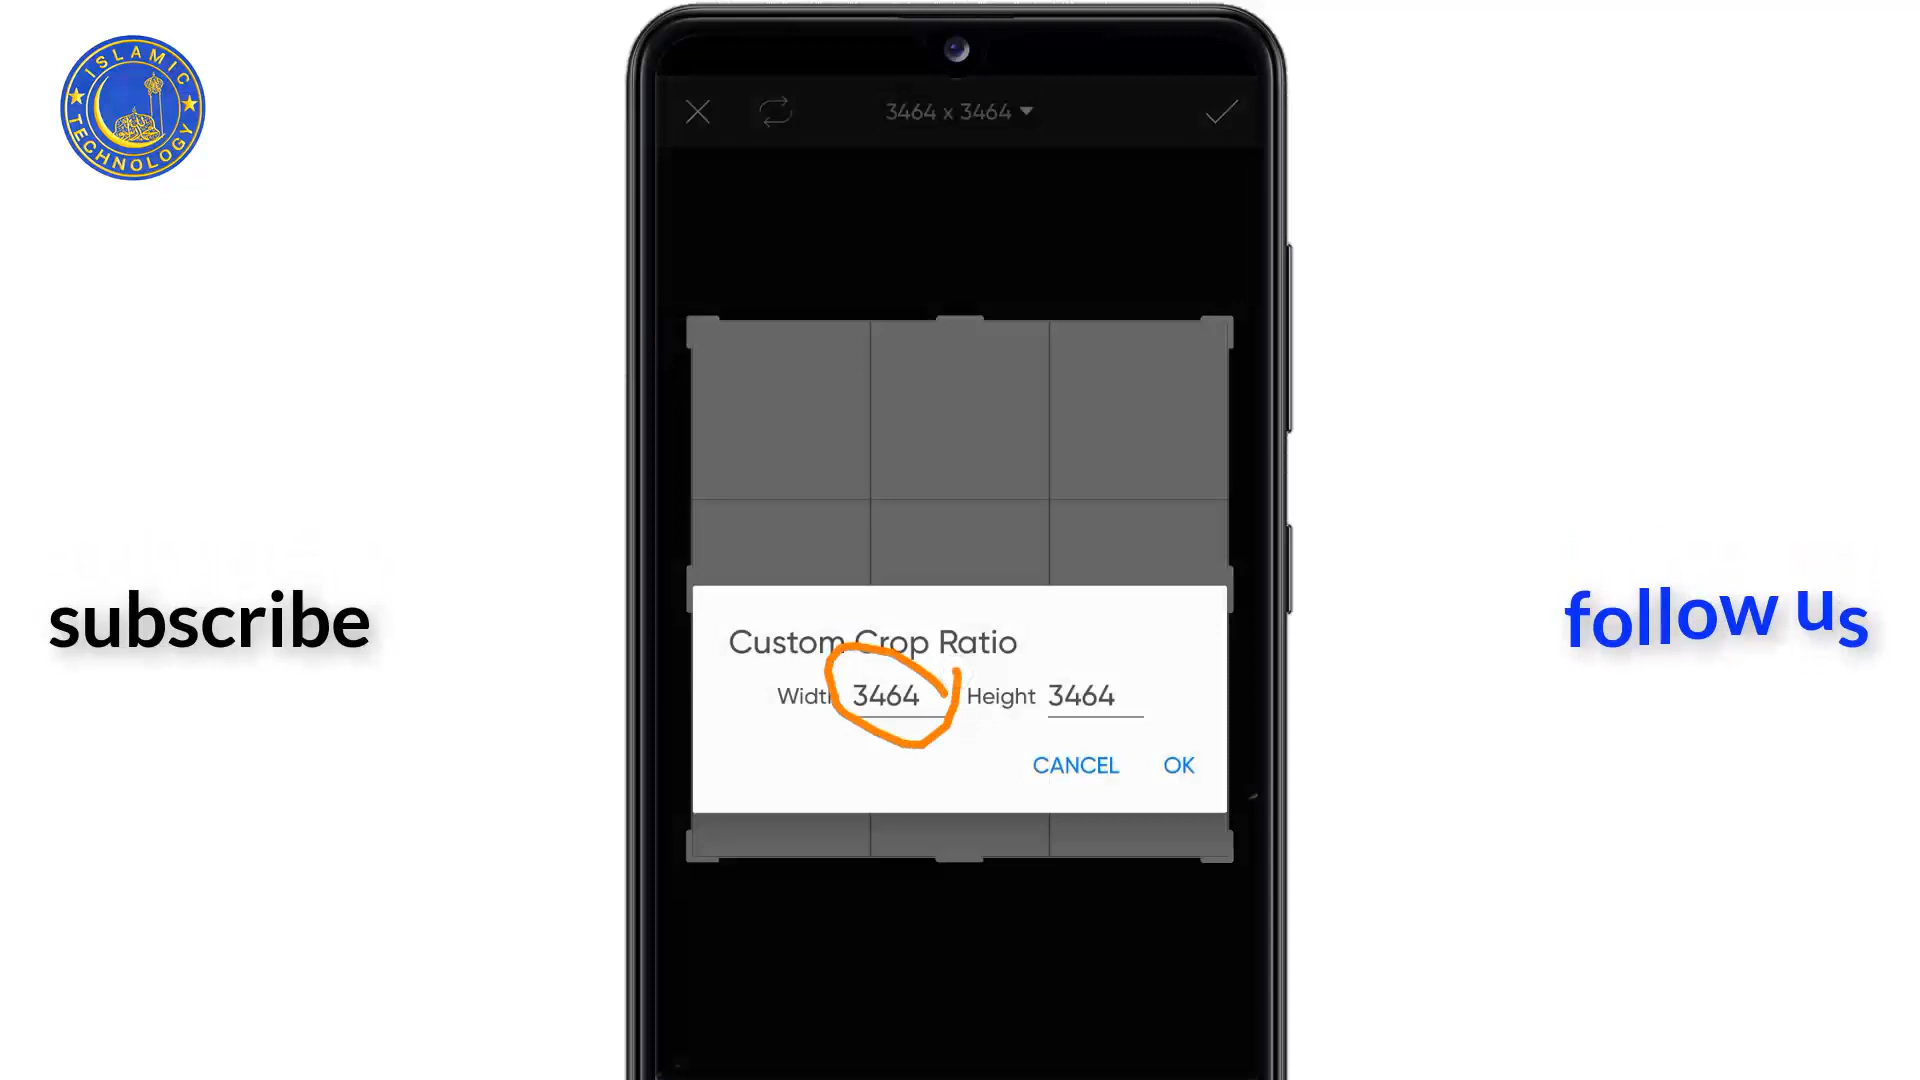 ISLAMIC
TECHNOLOGY
3464 x 3464
subscribe
follow us
Custom Crop Ratio
Width 3464 Height 3464
CANCEL OK